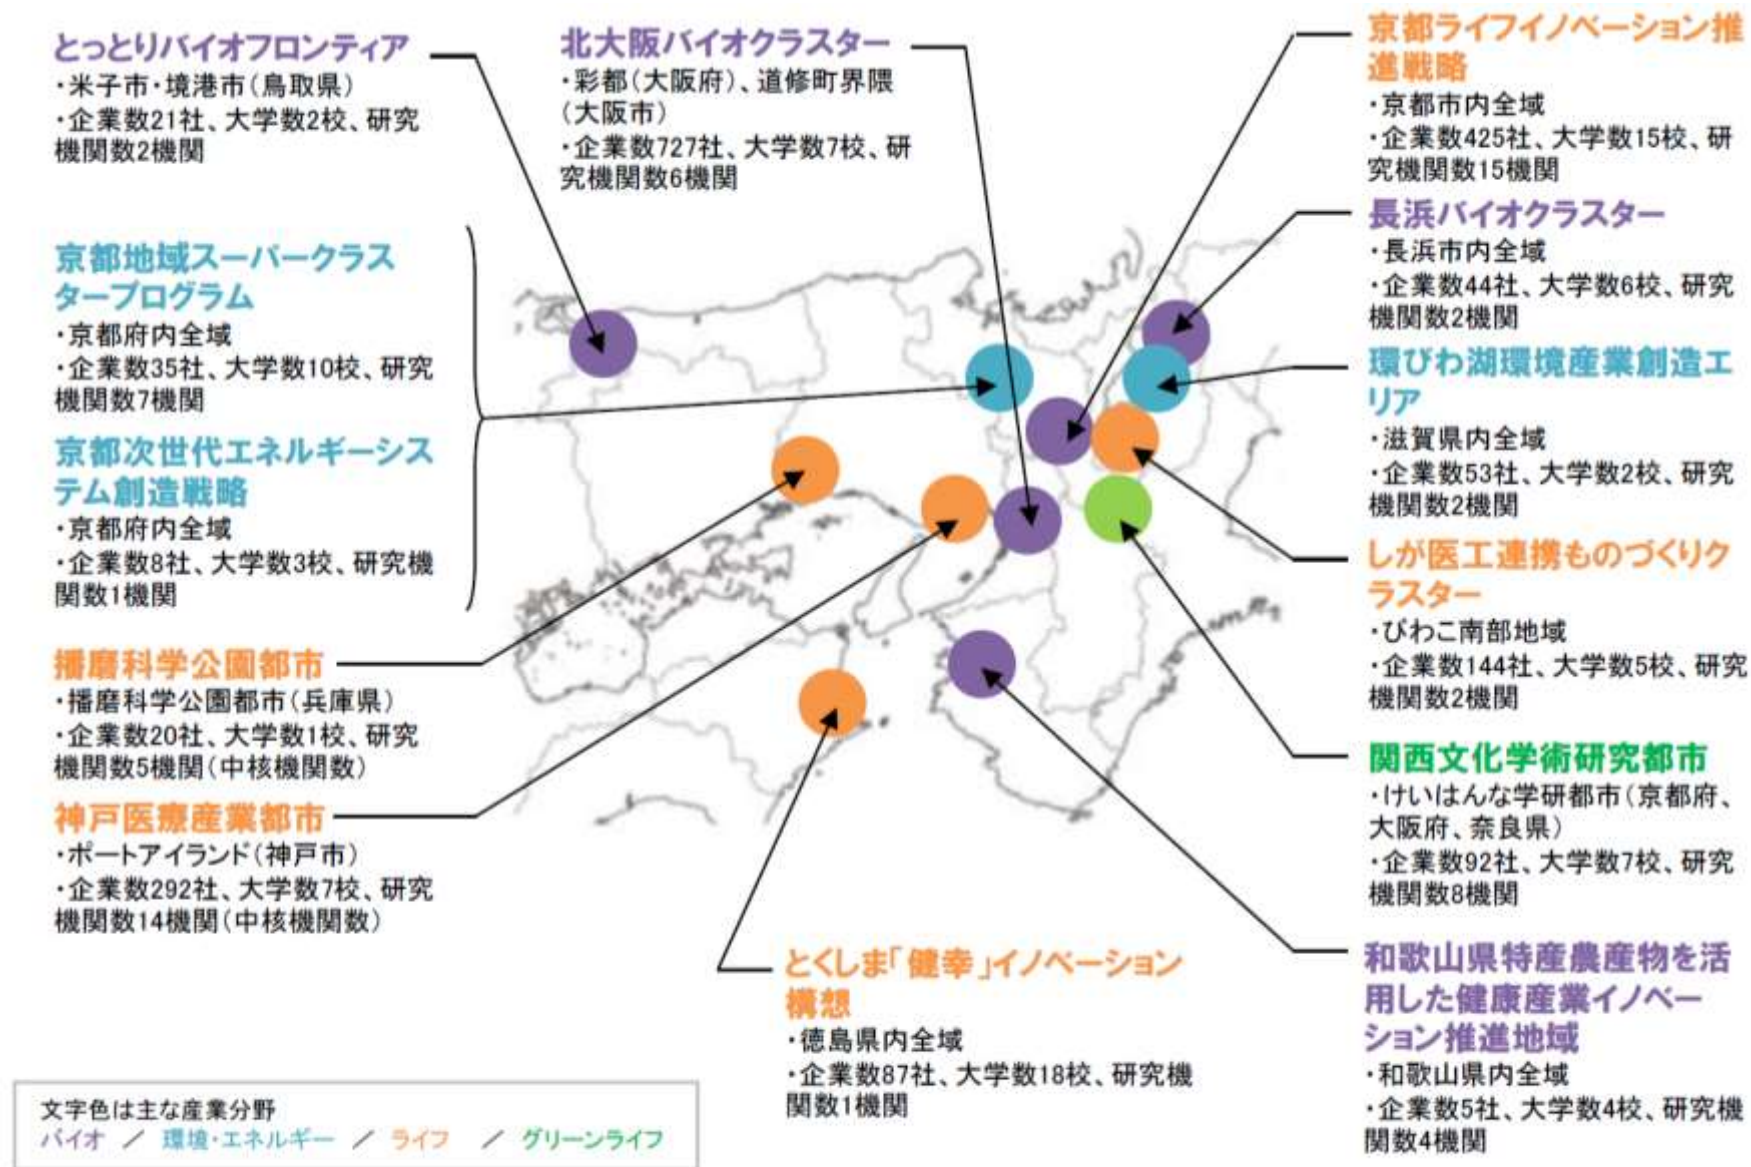 とっとりバイオフロンティア
・米子市・境港市（鳥取県）
・企業数21社、大学数2校、研究
機関数2機関
北大阪バイオクラスター
・彩都（大阪府）、道修町界隈
（大阪市）
・企業数727社、大学数7校、研
究機関数6機関
京都ライフイノベーション推
進戦略
・京都市内全域
・企業数425社、大学数15校、研
究機関数15機関
長浜バイオクラスター
・長浜市内全域
・企業数44社、大学数6校、研究
機関数2機関
京都地域スーパークラス
タープログラム
・京都府内全域
・企業数35社、大学数10校、研究
機関数7機関
京都次世代エネルギーシス
テム創造戦略
・京都府内全域
・企業数8社、大学数3校、研究機
関数1機関
環びわ湖環境産業創造エ
リア
・滋賀県内全域
・企業数53社、大学数2校、研究
機関数2機関
しが医工連携ものづくりク
ラスター
・びわこ南部地域
・企業数144社、大学数5校、研究
機関数2機関
播磨科学公園都市
・播磨科学公園都市（兵庫県）
・企業数20社、大学数1校、研究
機関数5機関（中核機関数）
神戸医療産業都市
・ポートアイランド（神戸市）
・企業数292社、大学数7校、研究
機関数14機関（中核機関数）
関西文化学術研究都市
・けいはんな学研都市（京都府、
大阪府、奈良県）
・企業数92社、大学数7校、研究
機関数8機関
とくしま「健幸」イノベーション
構想
・徳島県内全域
・企業数87社、大学数18校、研究機
関数1機関
和歌山県特産農産物を活
用した健康産業イノベー
ション推進地域
・和歌山県内全域
・企業数5社、大学数4校、研究機
関数4機関
文字色は主な産業分野
バイオ ／ 環境・エネルギー ／ ライフ ／ グリーンライフ